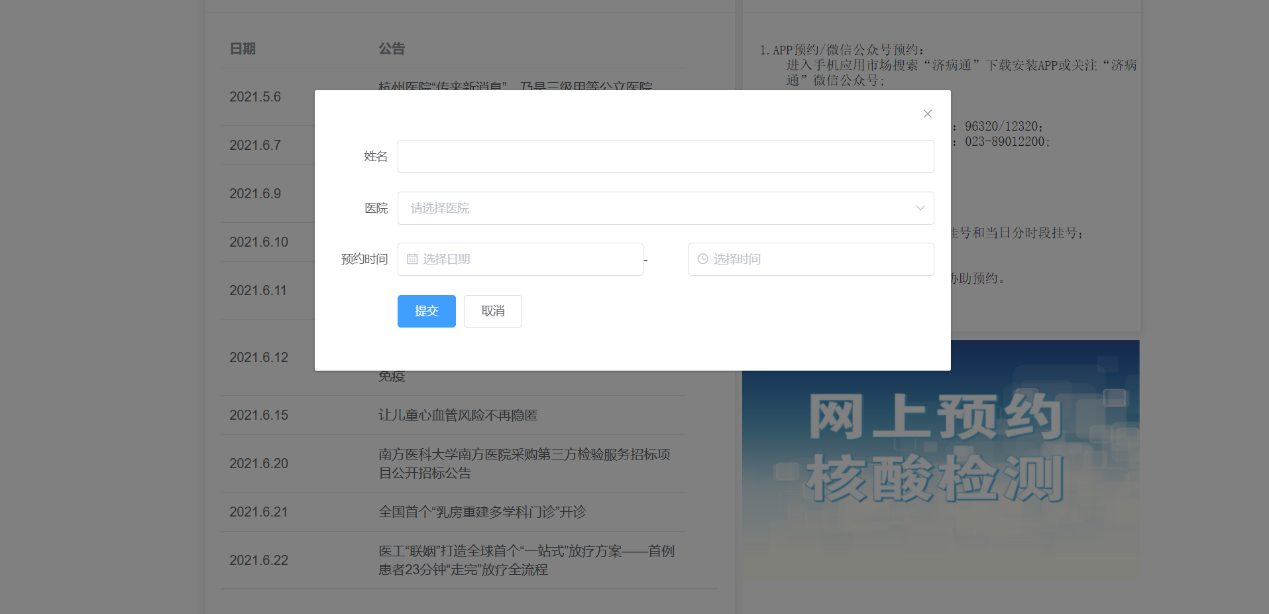 日期 公告
2021.5.6 杭州医院“传来新消息”，乃是三级甲等公立医院
2021.6.7
2021.6.9
2021.6.10
2021.6.11
2021.6.12
免疫
2021.6.15 让儿童心血管风险不再隐匿
2021.6.20 南方医科大学南方医院采购第三方检验服务招标项
目公开招标公告
2021.6.21 全国首个“乳房重建多学科门诊”开诊
2021.6.22 医工“联姻”打造全球首个“一站式”放疗方案——首例
患者23分钟“走完”放疗全流程
姓名
医院 请选择医院
预约时间 选择日期 - 选择时间
提交 取消
1.APP预约/微信公众号预约：
进入手机应用市场搜索“济病通”下载安装APP或关注“济病
通”微信公众号；
：96320/12320；
：023-89012200；
挂号和当日分时段挂号；
协助预约。
网上预约
核酸检测